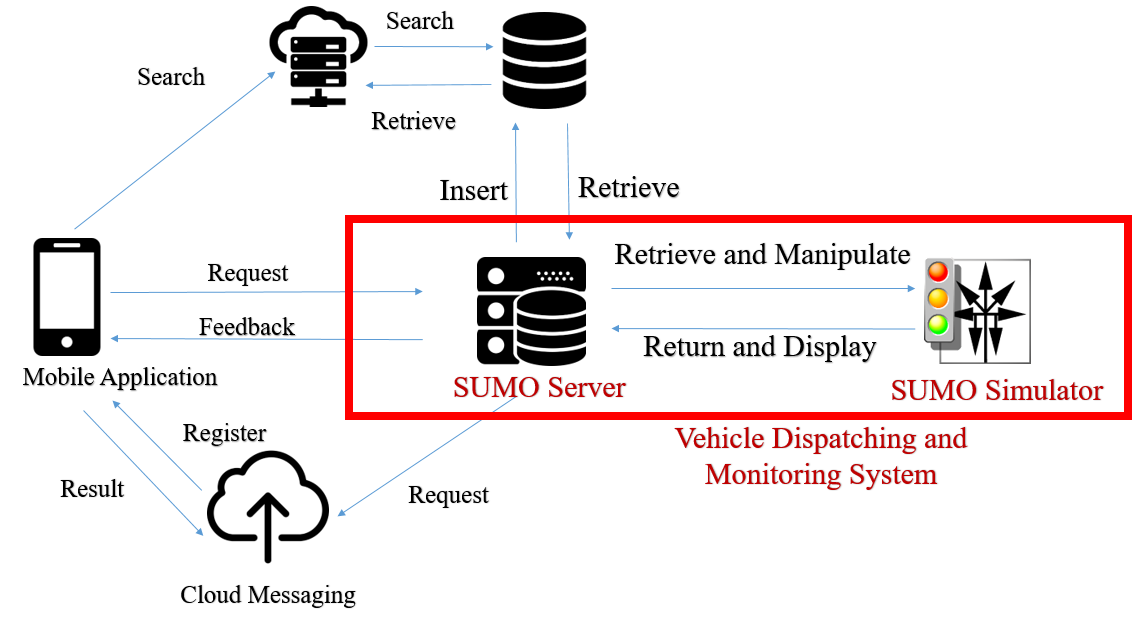 Search
Search
Retrieve
Insert
Retrieve
Retrieve and Manipulate
Request
Feedback
Return and Display
Mobile Application
SUMO Server
SUMO Simulator
Register
Vehicle Dispatching and
Monitoring System
Result
Request
Cloud Messaging